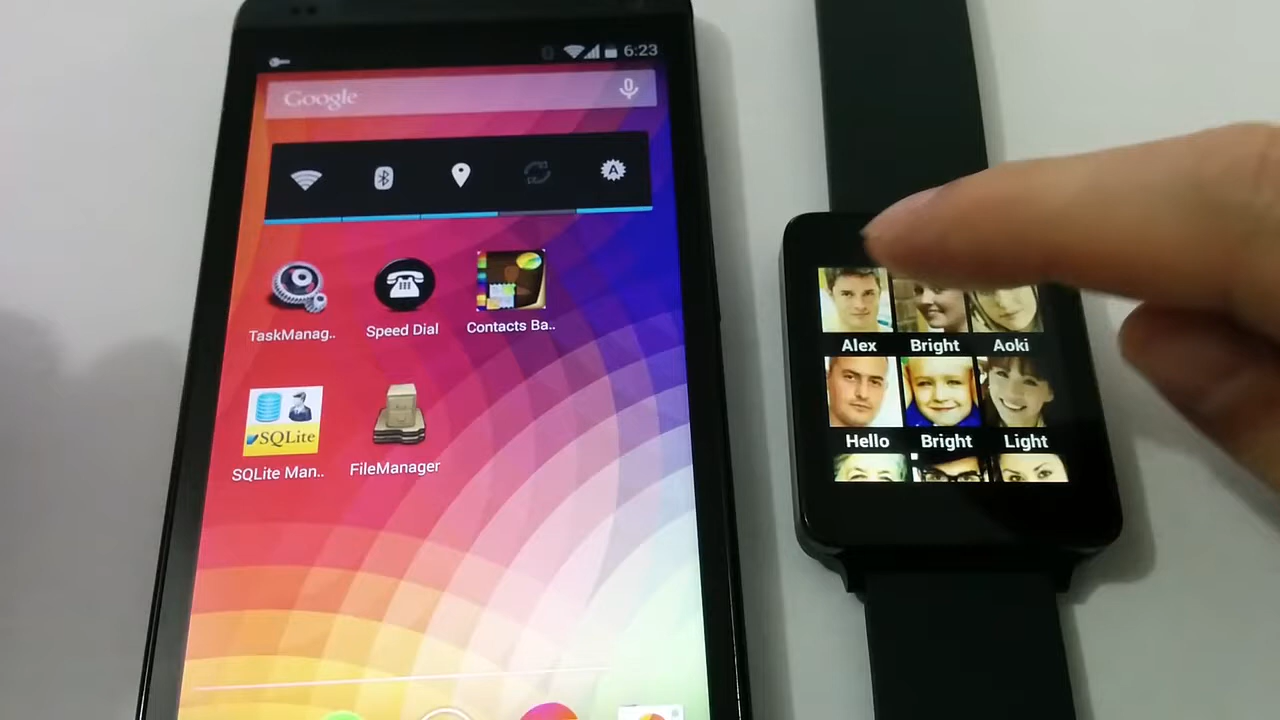 6:23
Google
A
TaskManag..
Speed Dial
Contacts Ba..
SQLite
SQLite Man..
FileManager
Alex
Bright
Aoki
Hello
Bright
Light